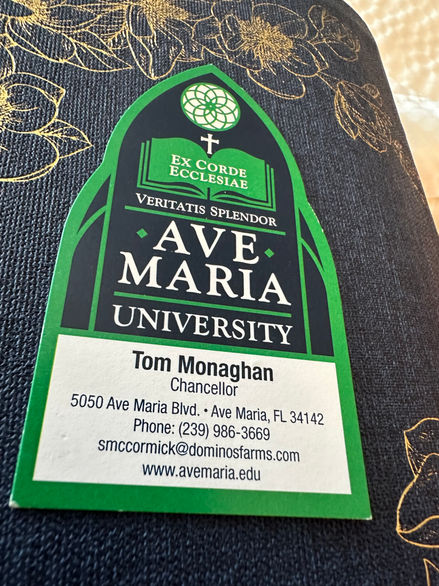 Ex Corde
Ecclesiae
Veritatis Splendor
AVE
MARIA
UNIVERSITY
Tom Monaghan
Chancellor
5050 Ave Maria Blvd. • Ave Maria, FL 34142
Phone: (239) 986-3669
smccormick@dominosfarms.com
www.avemaria.edu